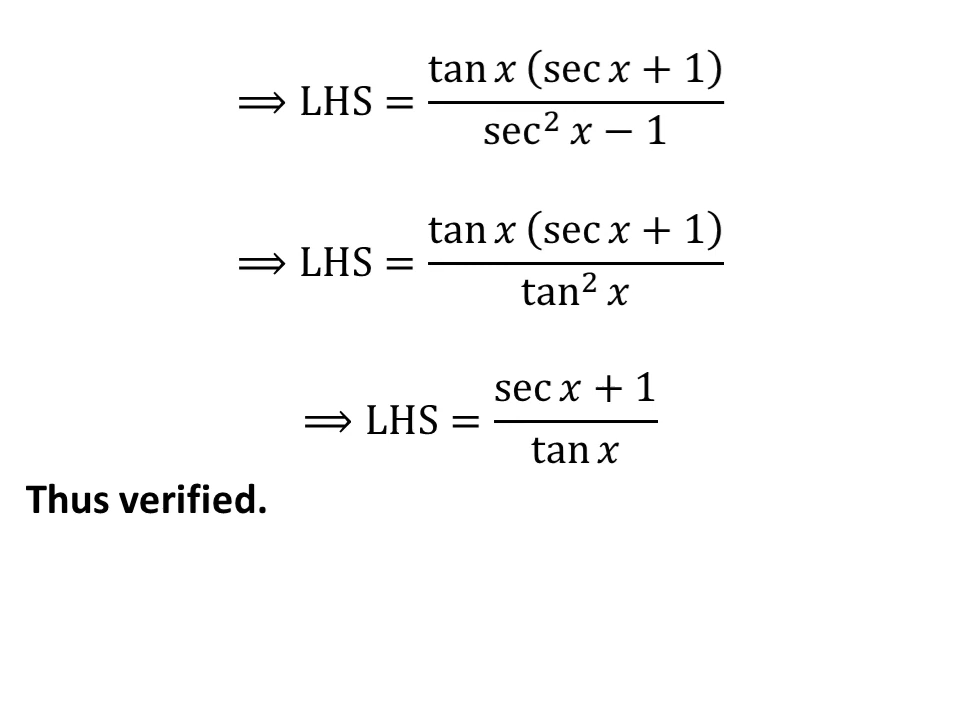 ⟹ LHS = tan x (sec x + 1) / sec² x − 1
⟹ LHS = tan x (sec x + 1) / tan² x
⟹ LHS = sec x + 1 / tan x
Thus verified.